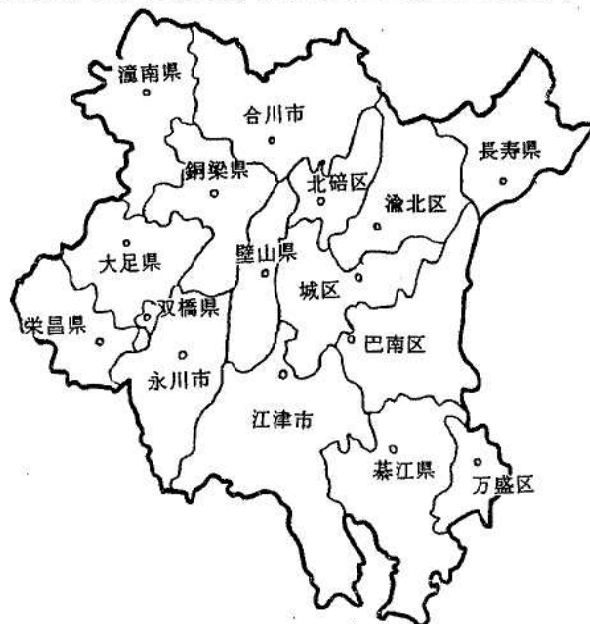 潼南県
合川市
長寿県
銅梁県
北碚区
渝北区
大足県
璧山県
城区
双橋県
栄昌県
巴南区
永川市
江津市
綦江県
万盛区